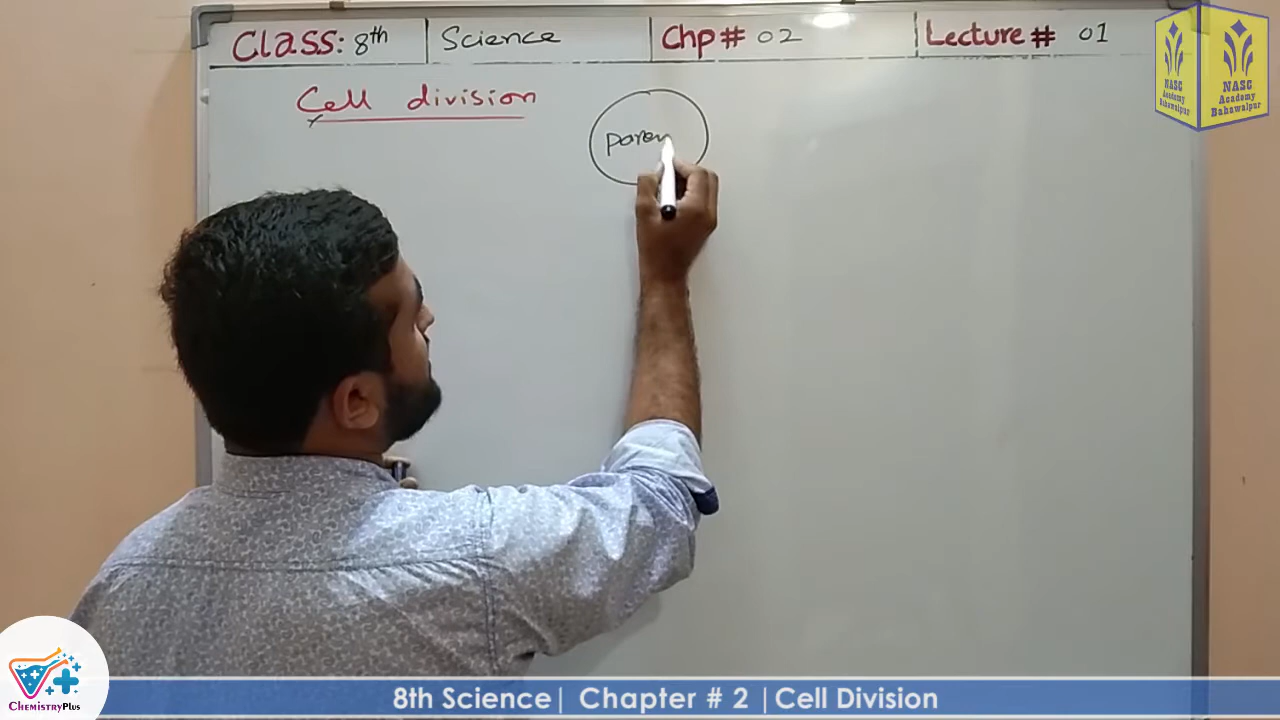 Class: 8th Science Chp# 02 Lecture# 01
Cell division
paren
NASC
Academy
Bahawalpur
NASC
Academy
Bahawalpur
ChemistryPlus
8th Science| Chapter # 2 |Cell Division